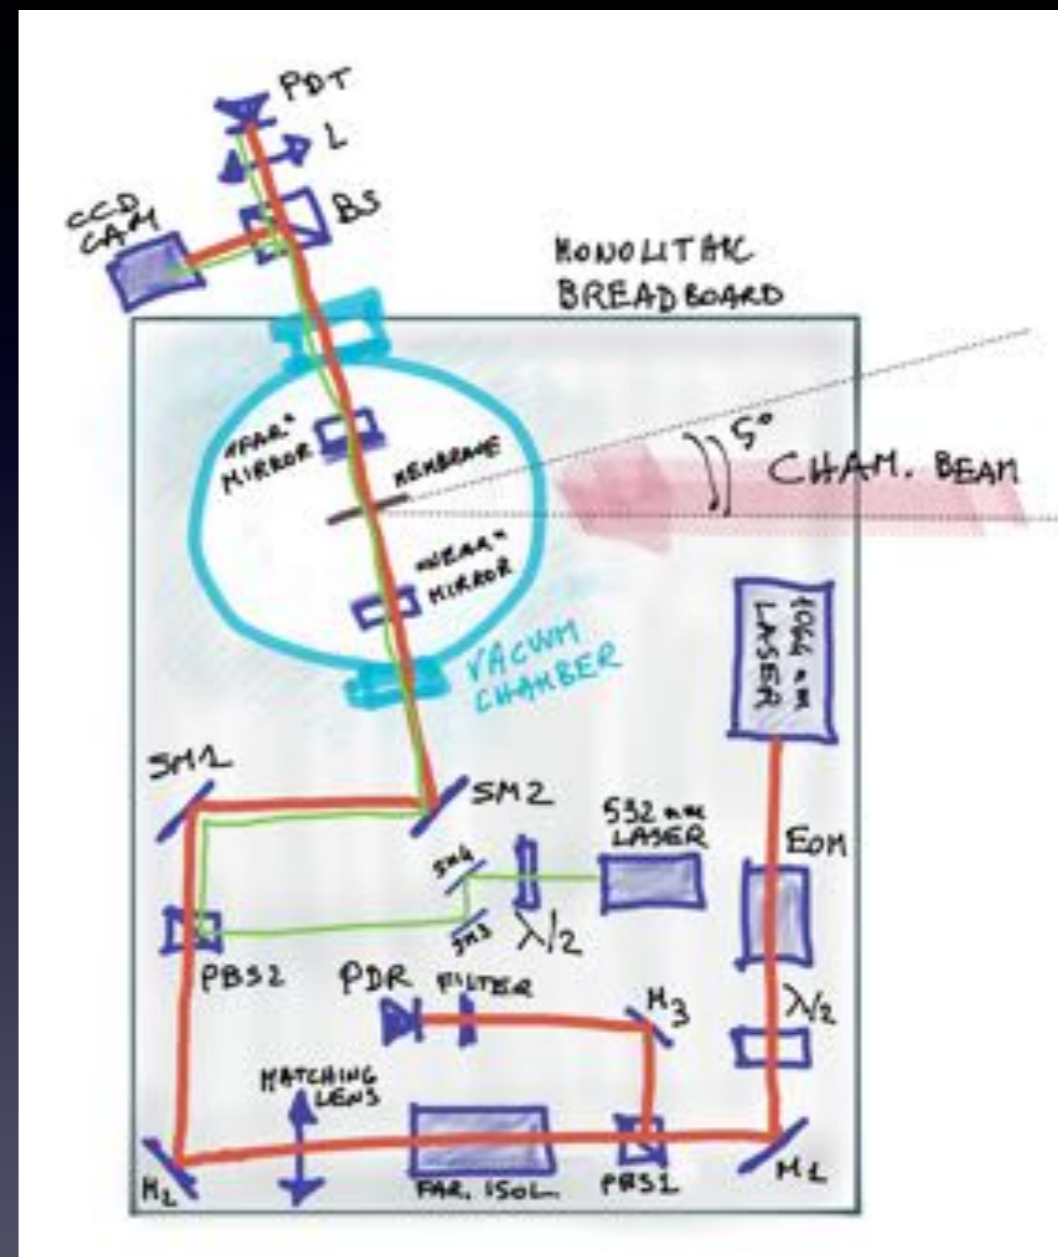 PDT
L
BS
CCD
CAM
MONOLITHIC
BREADBOARD
"FAR"
MIRROR
MEMBRANE
5°
CHAM. BEAM
"NEAR"
MIRROR
VACUUM
CHAMBER
1064 nm
LASER
SM1
SM2
532 nm
LASER
EOM
SM4
SM3
λ/2
PBS2
PDR
FILTER
M3
λ/2
MATCHING
LENS
FAR. ISOL.
PBS1
M1